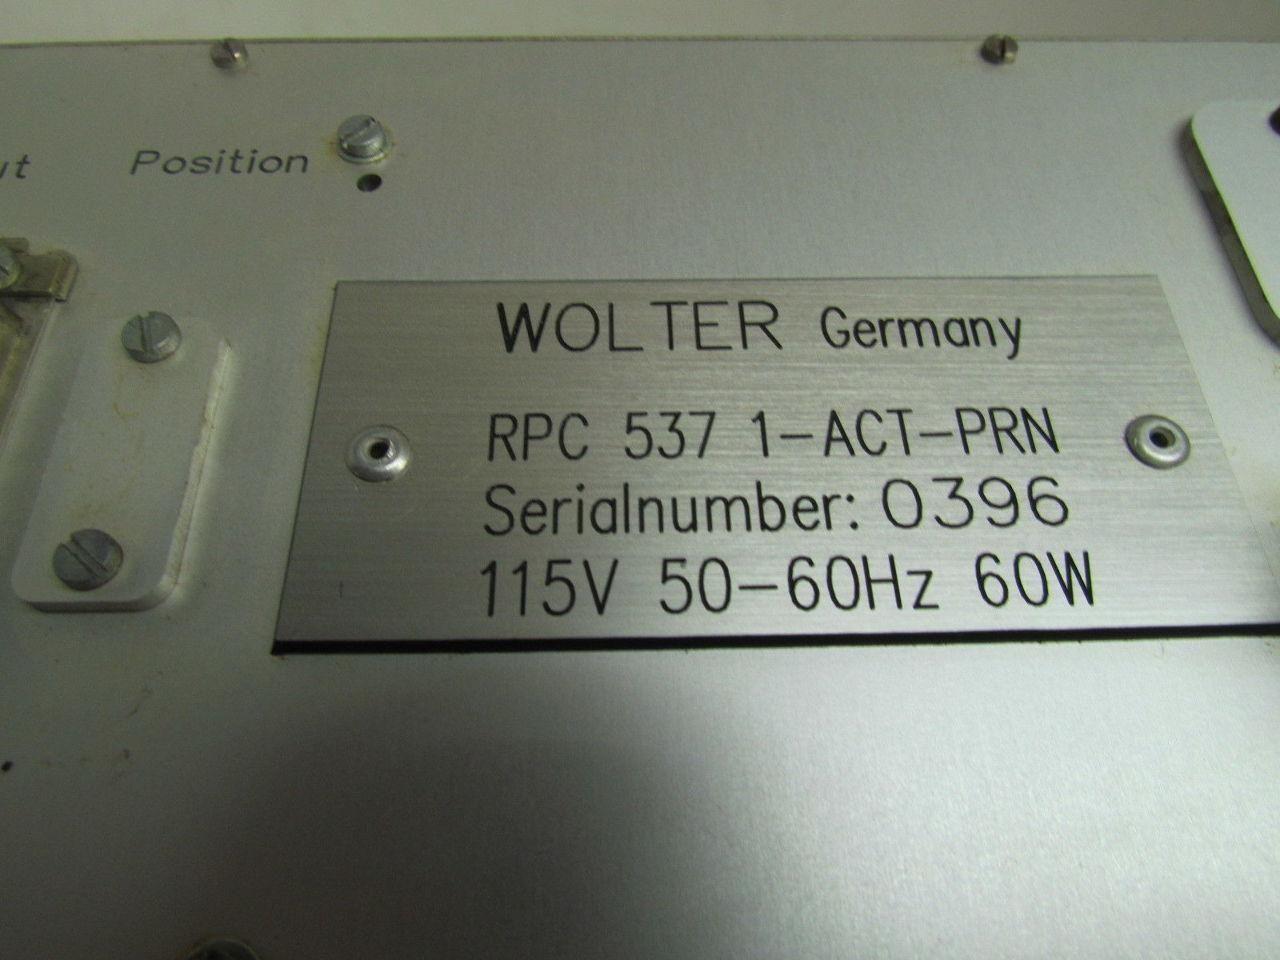 Position
WOLTER Germany
RPC 537 1-ACT-PRN
Serialnumber: 0396
115V 50-60Hz 60W